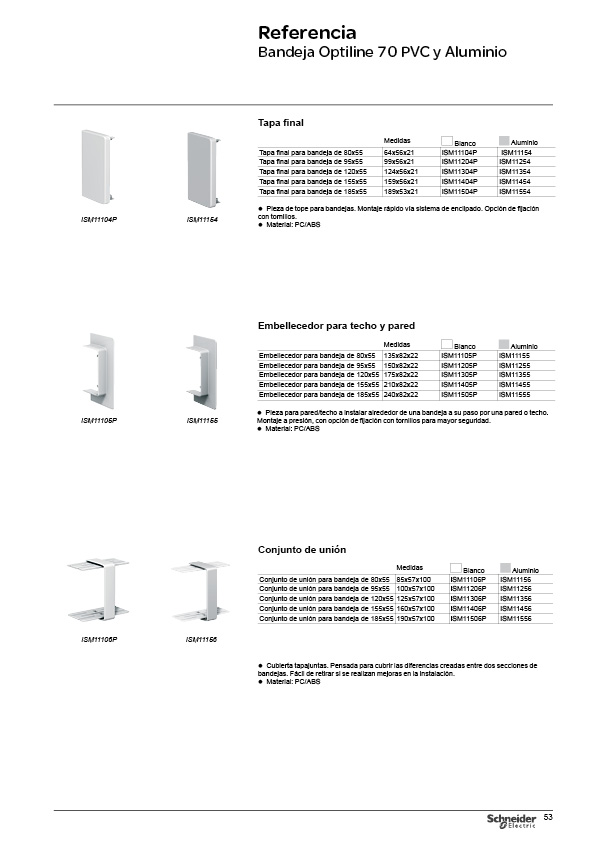 Referencia
Bandeja Optiline 70 PVC y Aluminio
Tapa final
Medidas Blanco Aluminio
Tapa final para bandeja de 80x55 64x56x21 ISM11104P ISM11154
Tapa final para bandeja de 95x55 99x56x21 ISM11204P ISM11254
Tapa final para bandeja de 120x55 124x56x21 ISM11304P ISM11354
Tapa final para bandeja de 155x55 159x56x21 ISM11404P ISM11454
Tapa final para bandeja de 185x55 189x53x21 ISM11504P ISM11554
ISM11104P ISM11154
● Pieza de tope para bandejas. Montaje rápido vía sistema de enclipado. Opción de fijación
con tornillos.
● Material: PC/ABS
Embellecedor para techo y pared
Medidas Blanco Aluminio
Embellecedor para bandeja de 80x55 135x82x22 ISM11105P ISM11155
Embellecedor para bandeja de 95x55 150x82x22 ISM11205P ISM11255
Embellecedor para bandeja de 120x55 175x82x22 ISM11305P ISM11355
Embellecedor para bandeja de 155x55 210x82x22 ISM11405P ISM11455
Embellecedor para bandeja de 185x55 240x82x22 ISM11505P ISM11555
ISM11105P ISM11155
● Pieza para pared/techo a instalar alrededor de una bandeja a su paso por una pared o techo.
Montaje a presión, con opción de fijación con tornillos para mayor seguridad.
● Material: PC/ABS
Conjunto de unión
Medidas Blanco Aluminio
Conjunto de unión para bandeja de 80x55 85x57x100 ISM11106P ISM11156
Conjunto de unión para bandeja de 95x55 100x57x100 ISM11206P ISM11256
Conjunto de unión para bandeja de 120x55 125x57x100 ISM11306P ISM11356
Conjunto de unión para bandeja de 155x55 160x57x100 ISM11406P ISM11456
Conjunto de unión para bandeja de 185x55 190x57x100 ISM11506P ISM11556
ISM11106P ISM11156
● Cubierta tapajuntas. Pensada para cubrir las diferencias creadas entre dos secciones de
bandejas. Fácil de retirar si se realizan mejoras en la instalación.
● Material: PC/ABS
Schneider
Electric
53